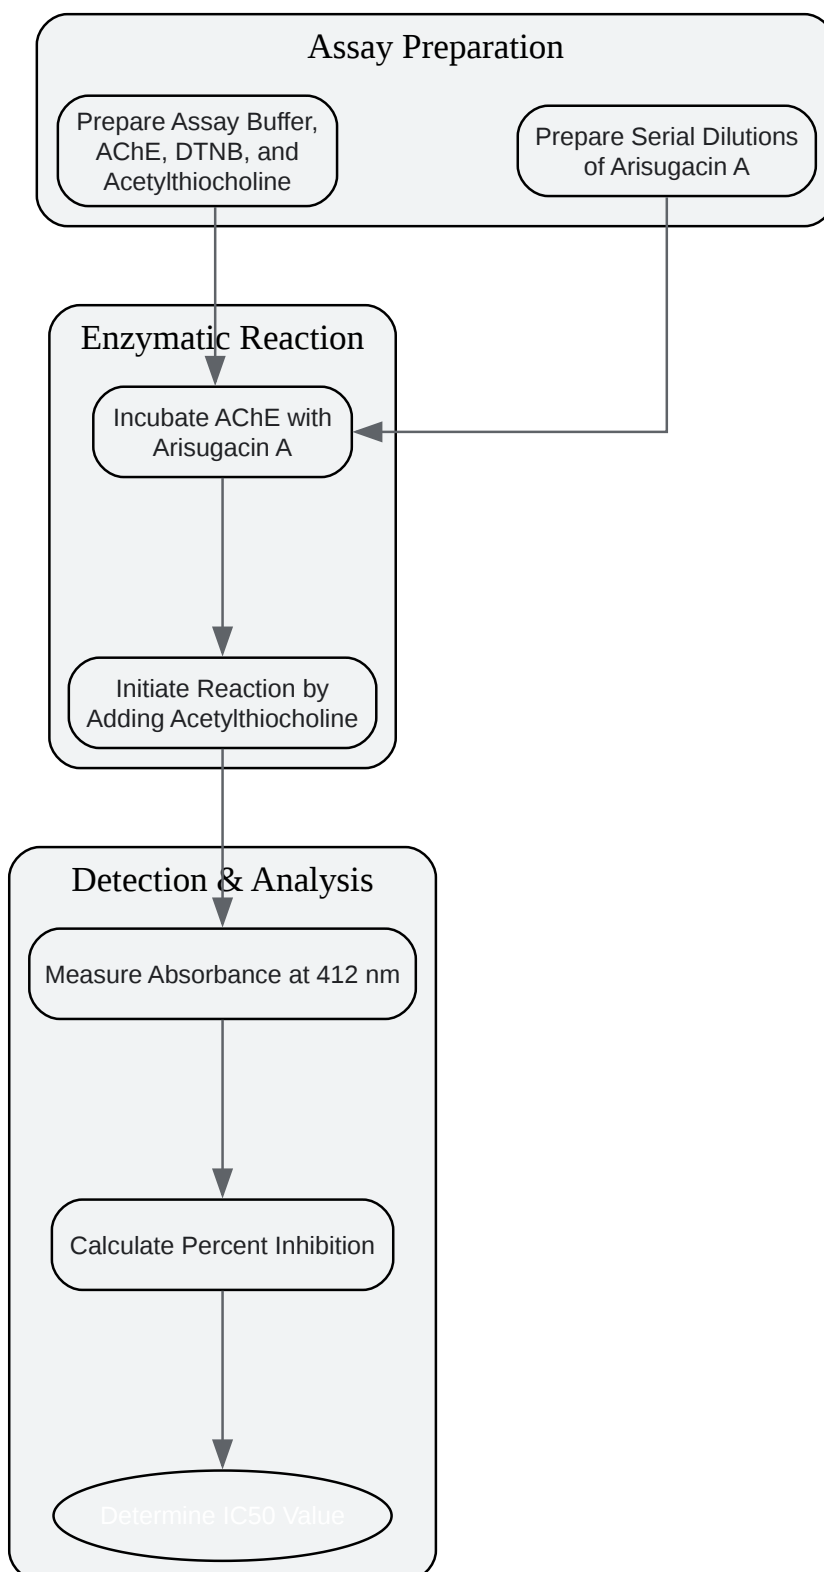 Assay Preparation
Prepare Assay Buffer,
AChE, DTNB, and
Acetylthiocholine
Prepare Serial Dilutions
of Arisugacin A
Enzymatic Reaction
Incubate AChE with
Arisugacin A
Initiate Reaction by
Adding Acetylthiocholine
Detection & Analysis
Measure Absorbance at 412 nm
Calculate Percent Inhibition
Determine IC50 Value